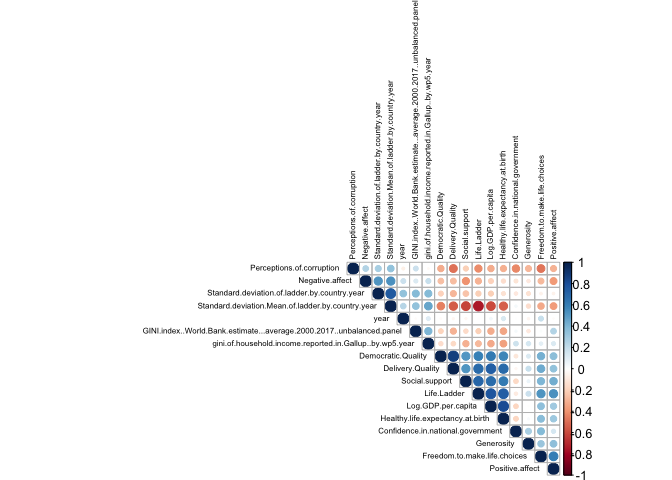 Perceptions.of.corruption
Negative.affect
Standard.deviation.of.ladder.by.country.year
Standard.deviation.Mean.of.ladder.by.country.year
year
GINI.index..World.Bank.estimate...average.2000.2017..unbalanced.panel
gini.of.household.income.reported.in.Gallup..by.wp5.year
Democratic.Quality
Delivery.Quality
Social.support
Life.Ladder
Log.GDP.per.capita
Healthy.life.expectancy.at.birth
Confidence.in.national.government
Generosity
Freedom.to.make.life.choices
Positive.affect
Perceptions.of.corruption
Negative.affect
Standard.deviation.of.ladder.by.country.year
Standard.deviation.Mean.of.ladder.by.country.year
year
GINI.index..World.Bank.estimate...average.2000.2017..unbalanced.panel
gini.of.household.income.reported.in.Gallup..by.wp5.year
Democratic.Quality
Delivery.Quality
Social.support
Life.Ladder
Log.GDP.per.capita
Healthy.life.expectancy.at.birth
Confidence.in.national.government
Generosity
Freedom.to.make.life.choices
Positive.affect
1
0.8
0.6
0.4
0.2
0
-0.2
-0.4
-0.6
-0.8
-1